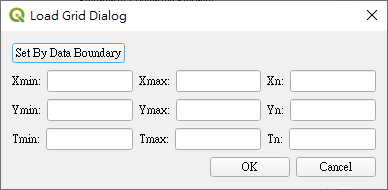 Load Grid Dialog
Set By Data Boundary
Xmin: Xmax: Xn:
Ymin: Ymax: Yn:
Tmin: Tmax: Tn:
OK Cancel